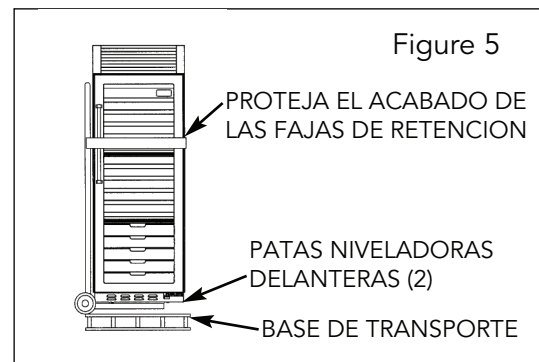 Figure 5
PROTEJA EL ACABADO DE
LAS FAJAS DE RETENCION
PATAS NIVELADORAS
DELANTERAS (2)
BASE DE TRANSPORTE